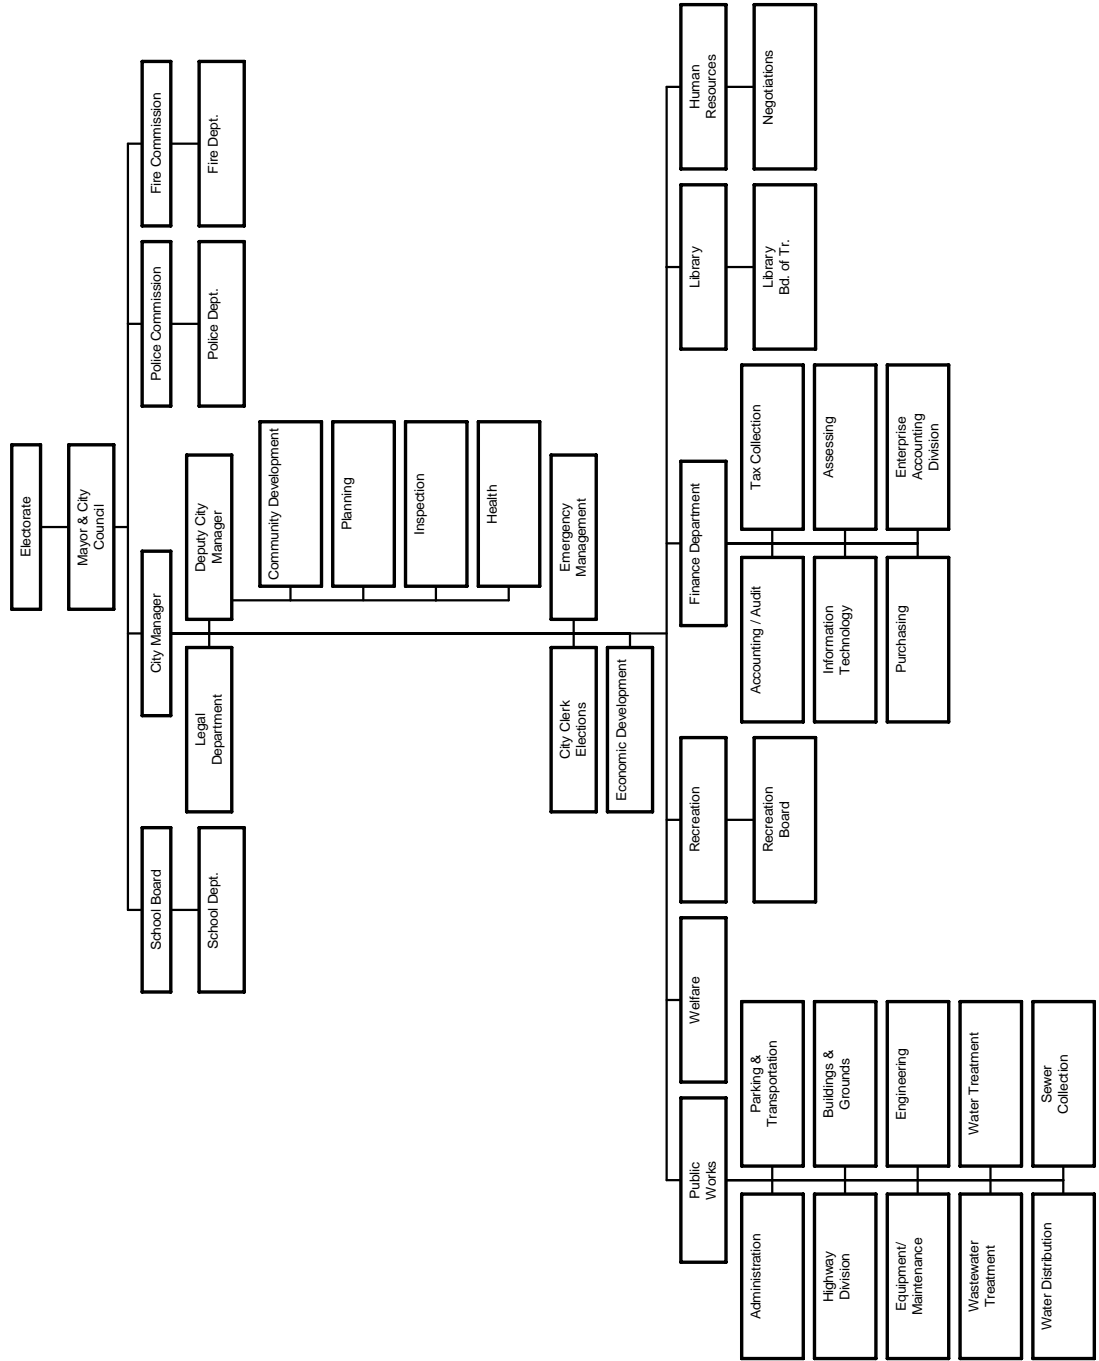 Electorate
Mayor & City
Council
School Board
City Manager
Police Commission
Fire Commission
School Dept.
Police Dept.
Fire Dept.
Legal
Department
Deputy City
Manager
Community Development
Planning
Inspection
Health
City Clerk
Elections
Emergency
Management
Economic Development
Public
Works
Welfare
Recreation
Finance Department
Library
Human
Resources
Administration
Parking &
Transportation
Highway
Division
Buildings &
Grounds
Equipment/
Maintenance
Engineering
Wastewater
Treatment
Water Treatment
Water Distribution
Sewer
Collection
Recreation
Board
Accounting / Audit
Tax Collection
Information
Technology
Assessing
Purchasing
Enterprise
Accounting
Division
Library
Bd. of Tr.
Negotiations